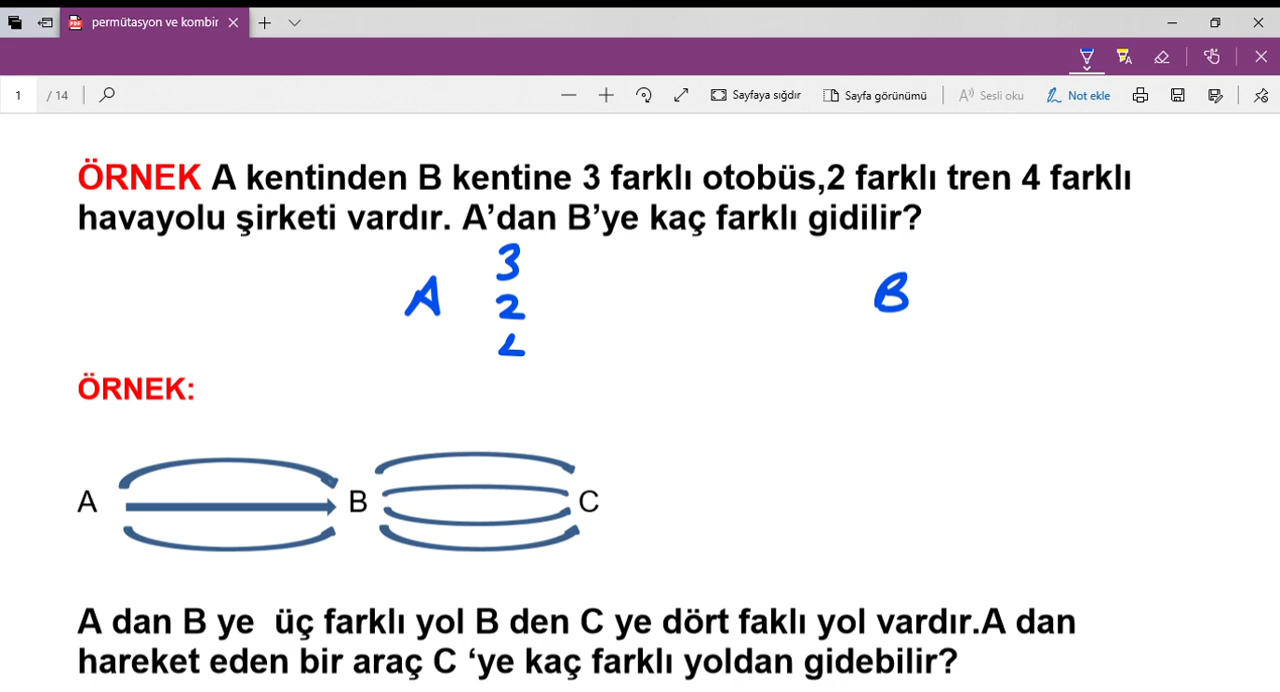 permütasyon ve kombir
1 / 14
Sayfaya sığdır
Sayfa görünümü
Sesli oku
Not ekle
ÖRNEK A kentinden B kentine 3 farklı otobüs,2 farklı tren 4 farklı
havayolu şirketi vardır. A’dan B’ye kaç farklı gidilir?
3
A
2
B
ÖRNEK:
A
B
C
A dan B ye üç farklı yol B den C ye dört faklı yol vardır.A dan
hareket eden bir araç C ‘ye kaç farklı yoldan gidebilir?